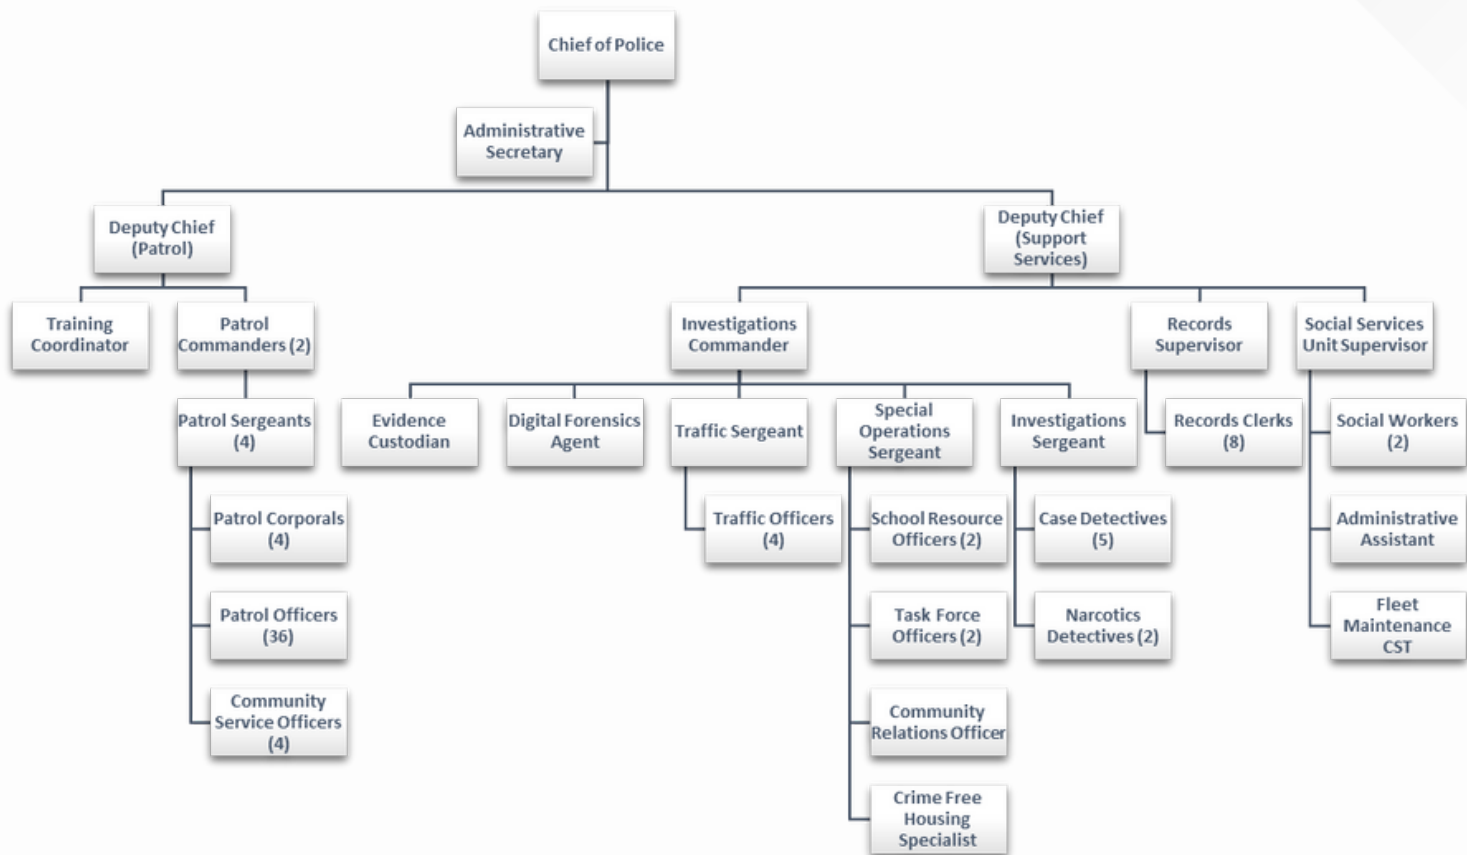 Chief of Police
Administrative
Secretary
Deputy Chief
(Patrol)
Deputy Chief
(Support
Services)
Training
Coordinator
Patrol
Commanders (2)
Investigations
Commander
Records
Supervisor
Social Services
Unit Supervisor
Patrol Sergeants
(4)
Evidence
Custodian
Digital Forensics
Agent
Traffic Sergeant
Special
Operations
Sergeant
Investigations
Sergeant
Records Clerks
(8)
Social Workers
(2)
Patrol Corporals
(4)
Traffic Officers
(4)
School Resource
Officers (2)
Case Detectives
(5)
Administrative
Assistant
Patrol Officers
(36)
Task Force
Officers (2)
Narcotics
Detectives (2)
Fleet
Maintenance
CST
Community
Service Officers
(4)
Community
Relations Officer
Crime Free
Housing
Specialist